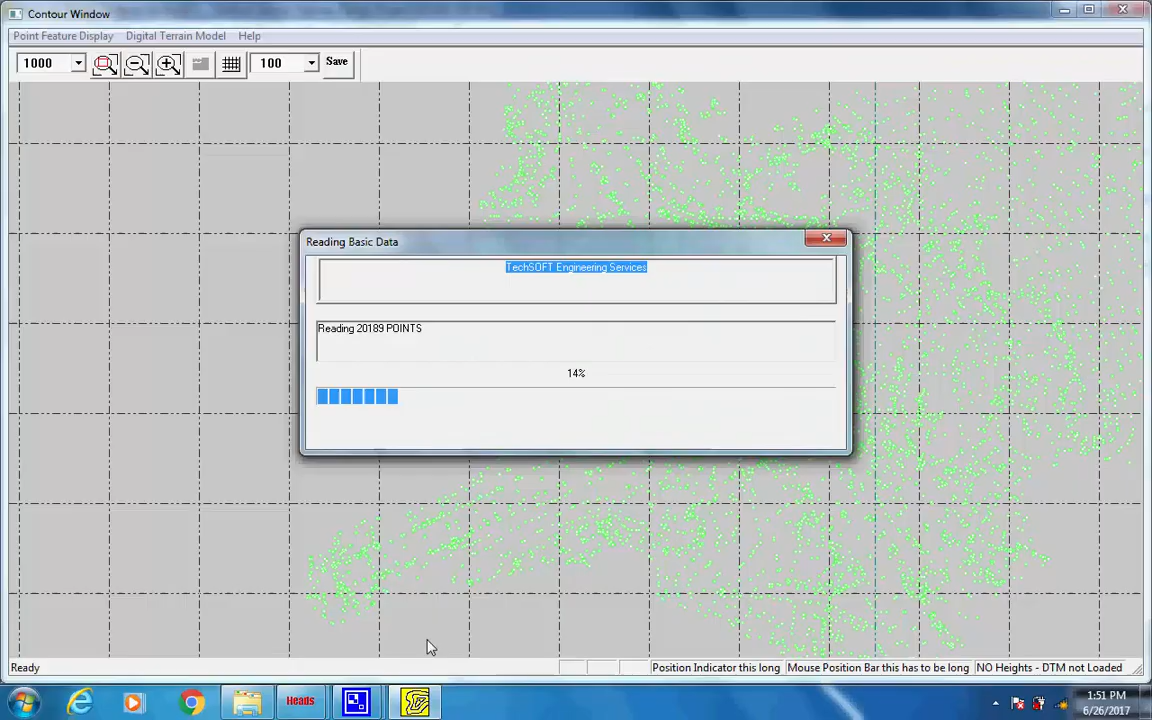 Contour Window
Point Feature Display Digital Terrain Model Help
1000 100 Save
Reading Basic Data
TechSOFT Engineering Services
Reading 20189 POINTS
14%
Ready Position Indicator this long Mouse Position Bar this has to be long NO Heights - DTM not Loaded
Heads
1:51 PM
6/26/2017